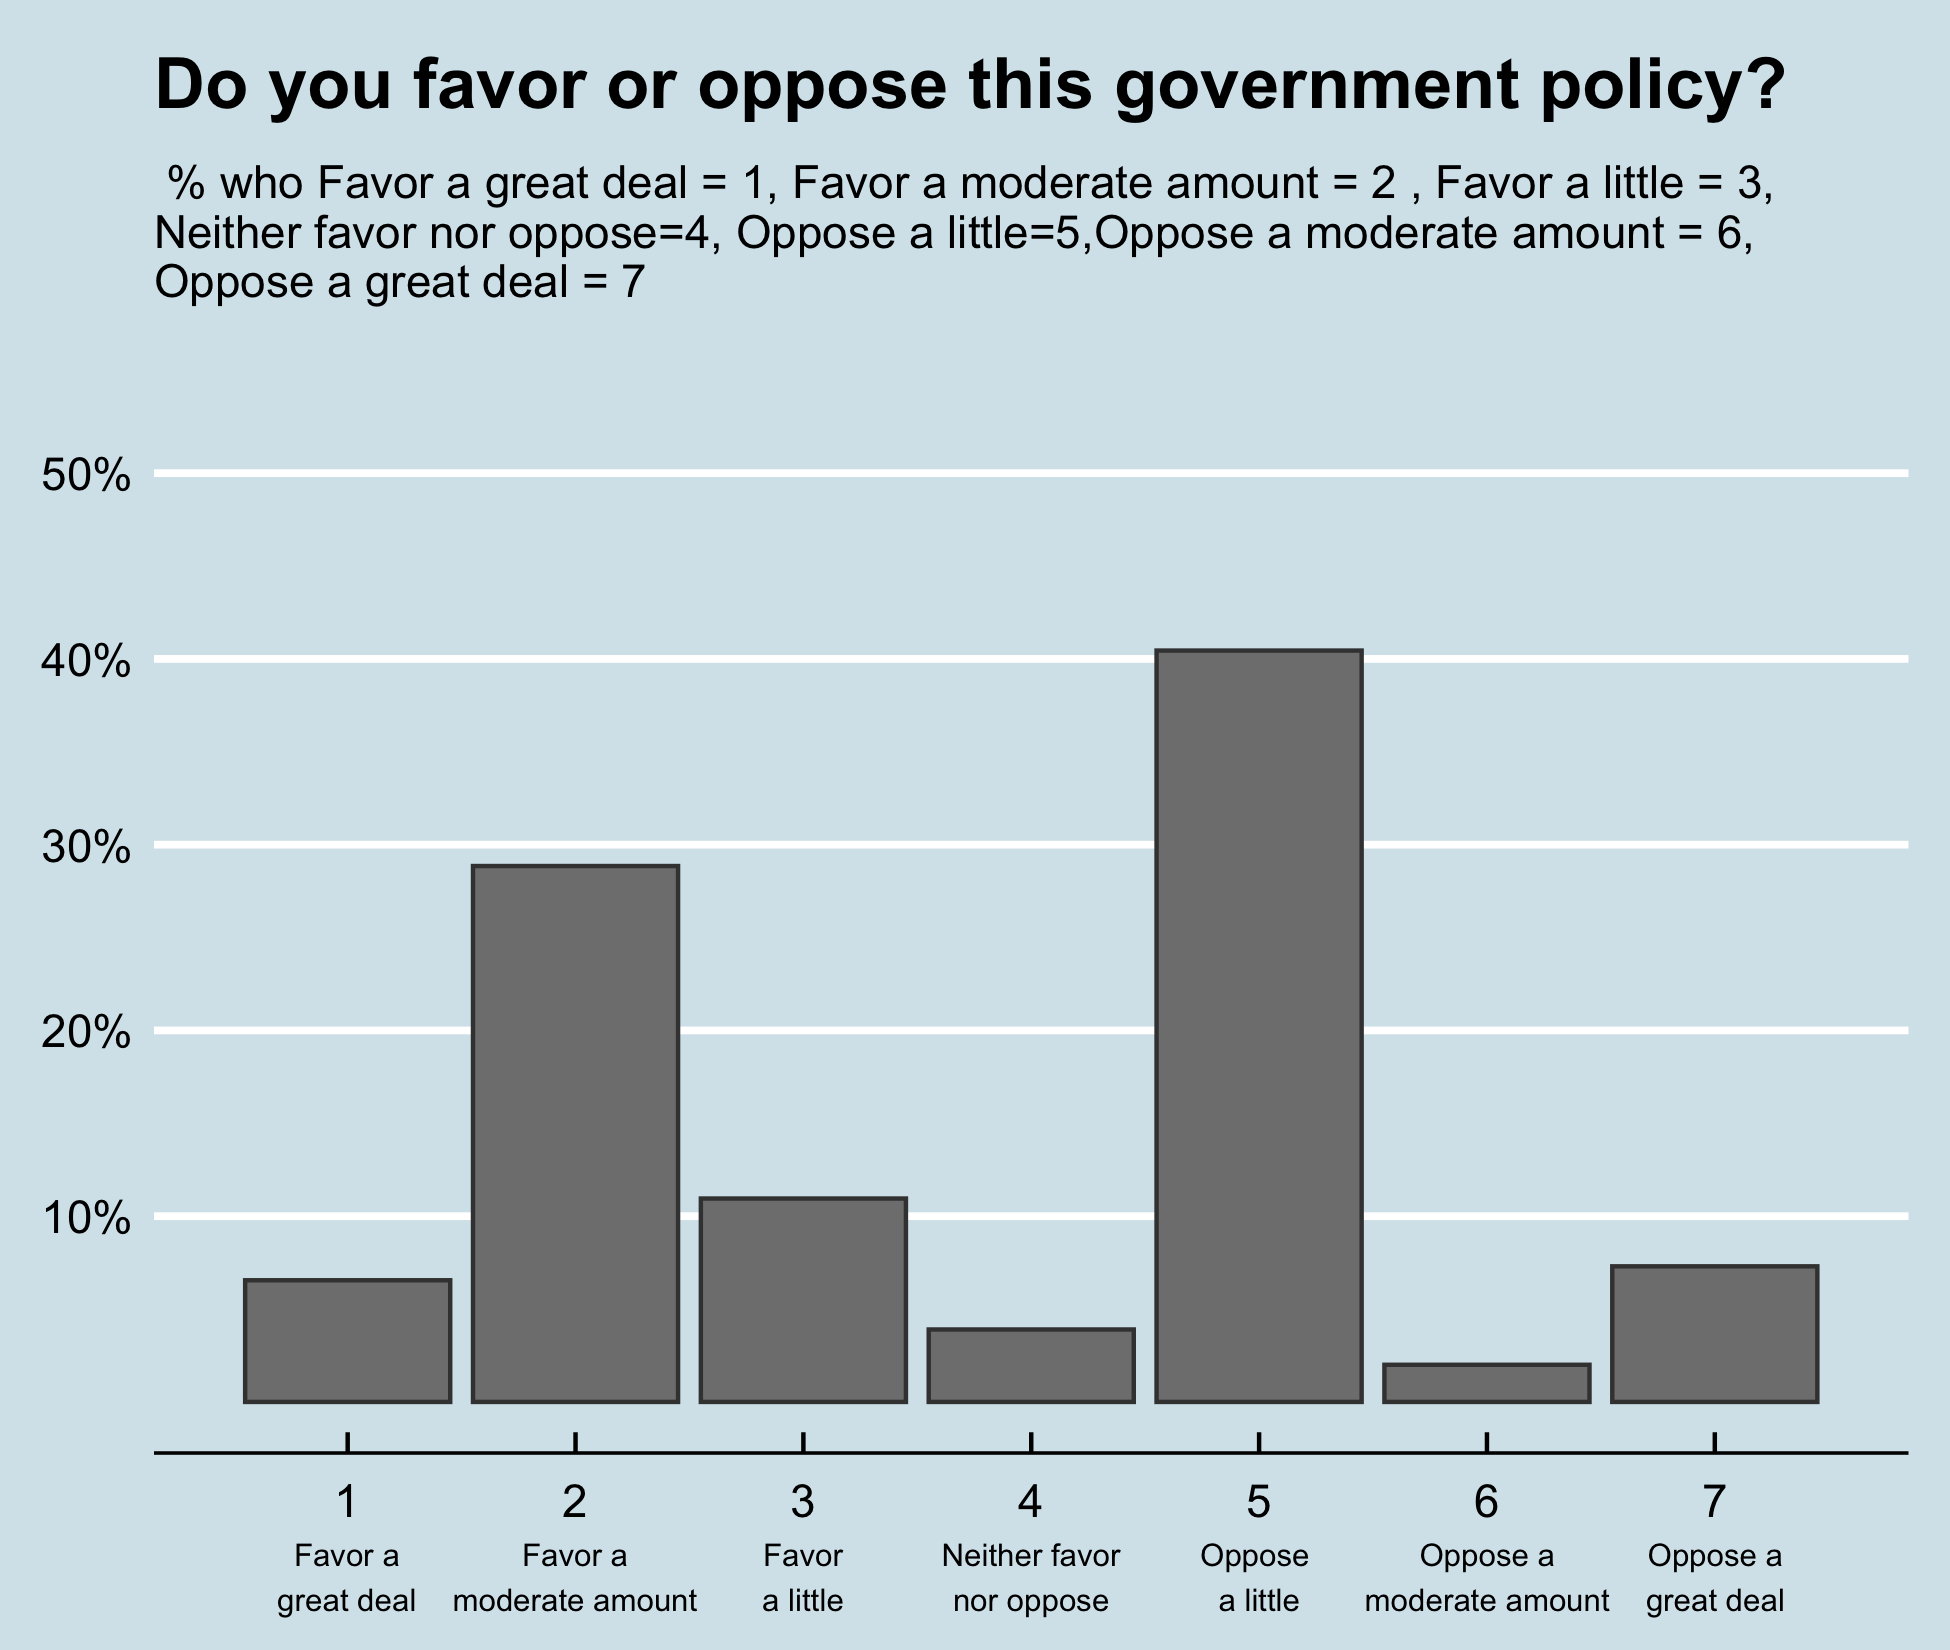 Do you favor or oppose this government policy?
% who Favor a great deal = 1, Favor a moderate amount = 2 , Favor a little = 3,
Neither favor nor oppose=4, Oppose a little=5,Oppose a moderate amount = 6,
Oppose a great deal = 7
50%
40%
30%
20%
10%
1 2 3 4 5 6 7
Favor a Favor a Favor Neither favor Oppose Oppose a Oppose a
great deal moderate amount a little nor oppose a little moderate amount great deal